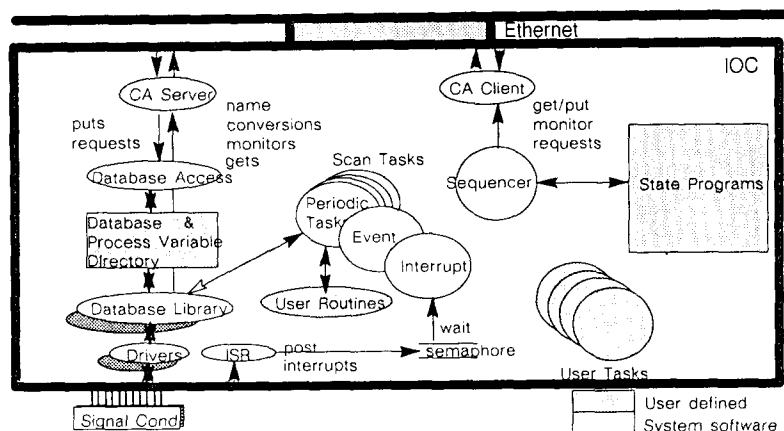 Ethernet
IOC
CA Server
CA Client
puts
requests
name
conversions
monitors
gets
get/put
monitor
requests
Database Access
Scan Tasks
Sequencer
State Programs
Database &
Process Variable
Directory
Periodic
Tasks
Event
Interrupt
Database Library
User Routines
wait
semaphore
Drivers
ISR
post
interrupts
User Tasks
Signal Cond
User defined
System software